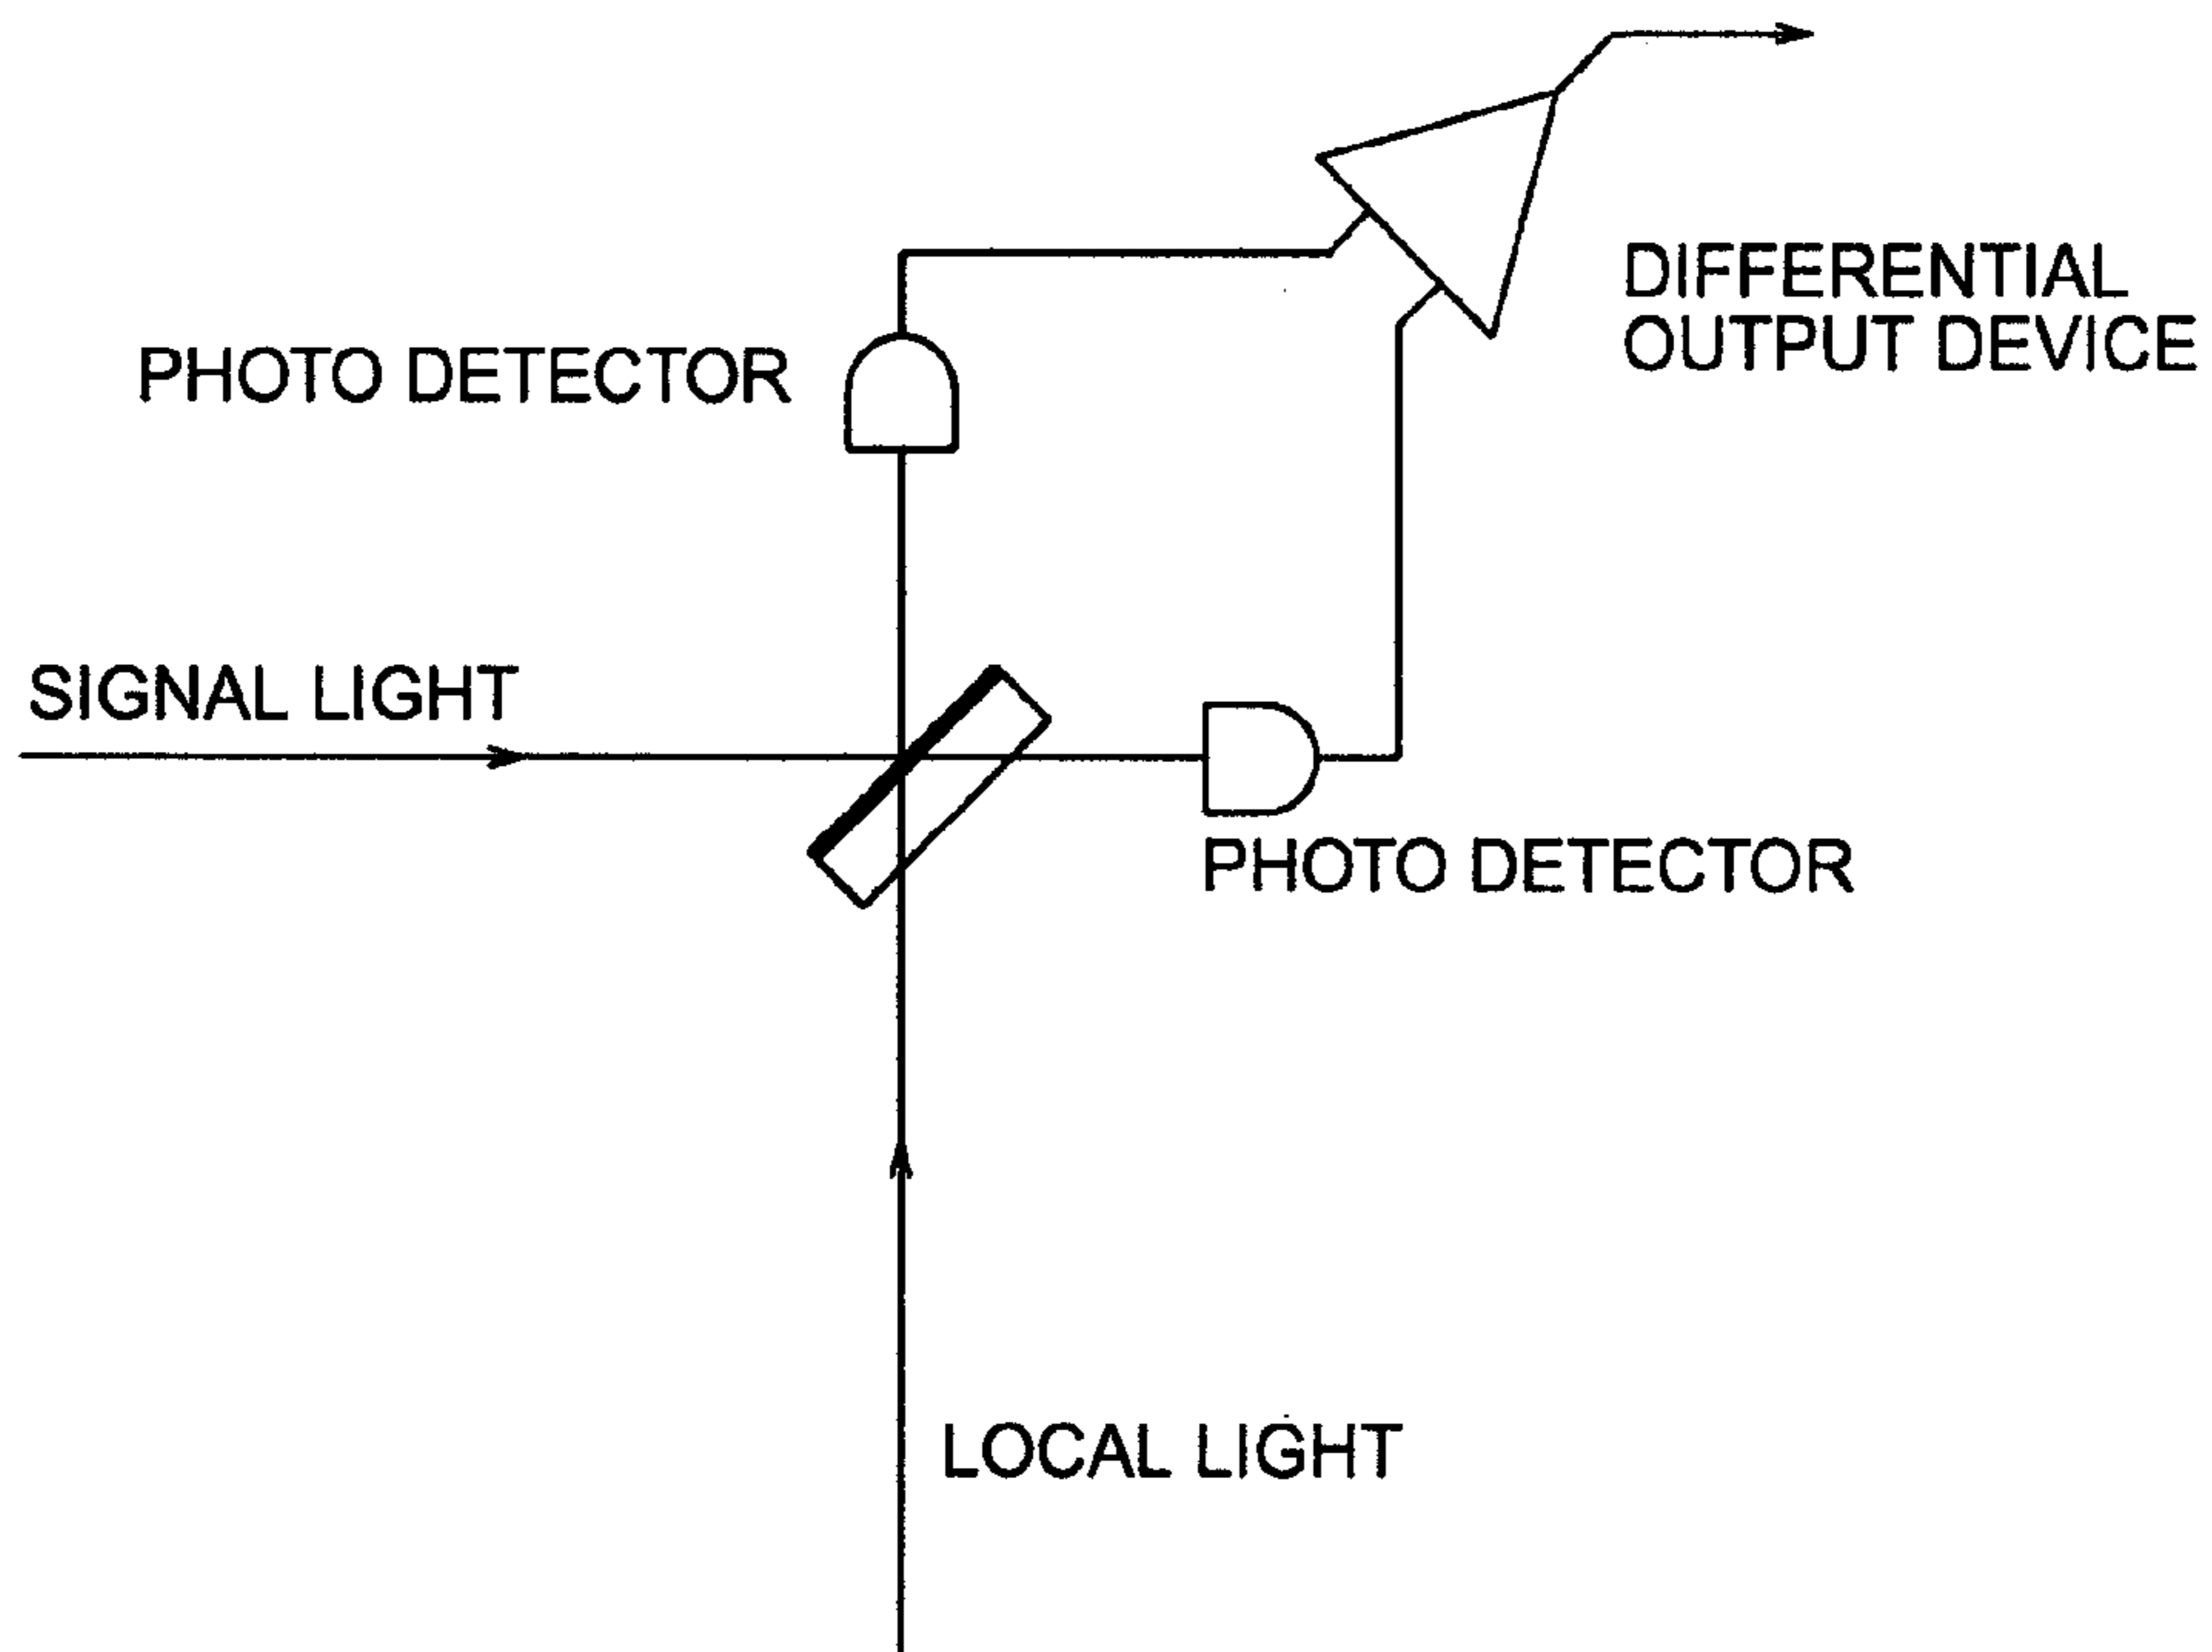 DIFFERENTIAL
OUTPUT DEVICE
PHOTO DETECTOR
SIGNAL LIGHT
PHOTO DETECTOR
LOCAL LIGHT